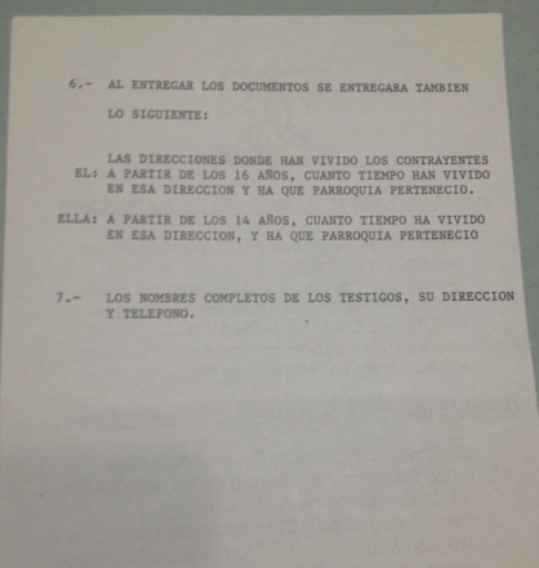 6.- AL ENTREGAR LOS DOCUMENTOS SE ENTREGARA TAMBIEN
LO SIGUIENTE:
LAS DIRECCIONES DONDE HAN VIVIDO LOS CONTRAYENTES
EL: A PARTIR DE LOS 16 AÑOS, CUANTO TIEMPO HAN VIVIDO
EN ESA DIRECCION Y HA QUE PARROQUIA PERTENECIO.
ELLA: A PARTIR DE LOS 14 AÑOS, CUANTO TIEMPO HA VIVIDO
EN ESA DIRECCION, Y HA QUE PARROQUIA PERTENECIO
7.- LOS NOMBRES COMPLETOS DE LOS TESTIGOS, SU DIRECCION
Y TELEFONO.